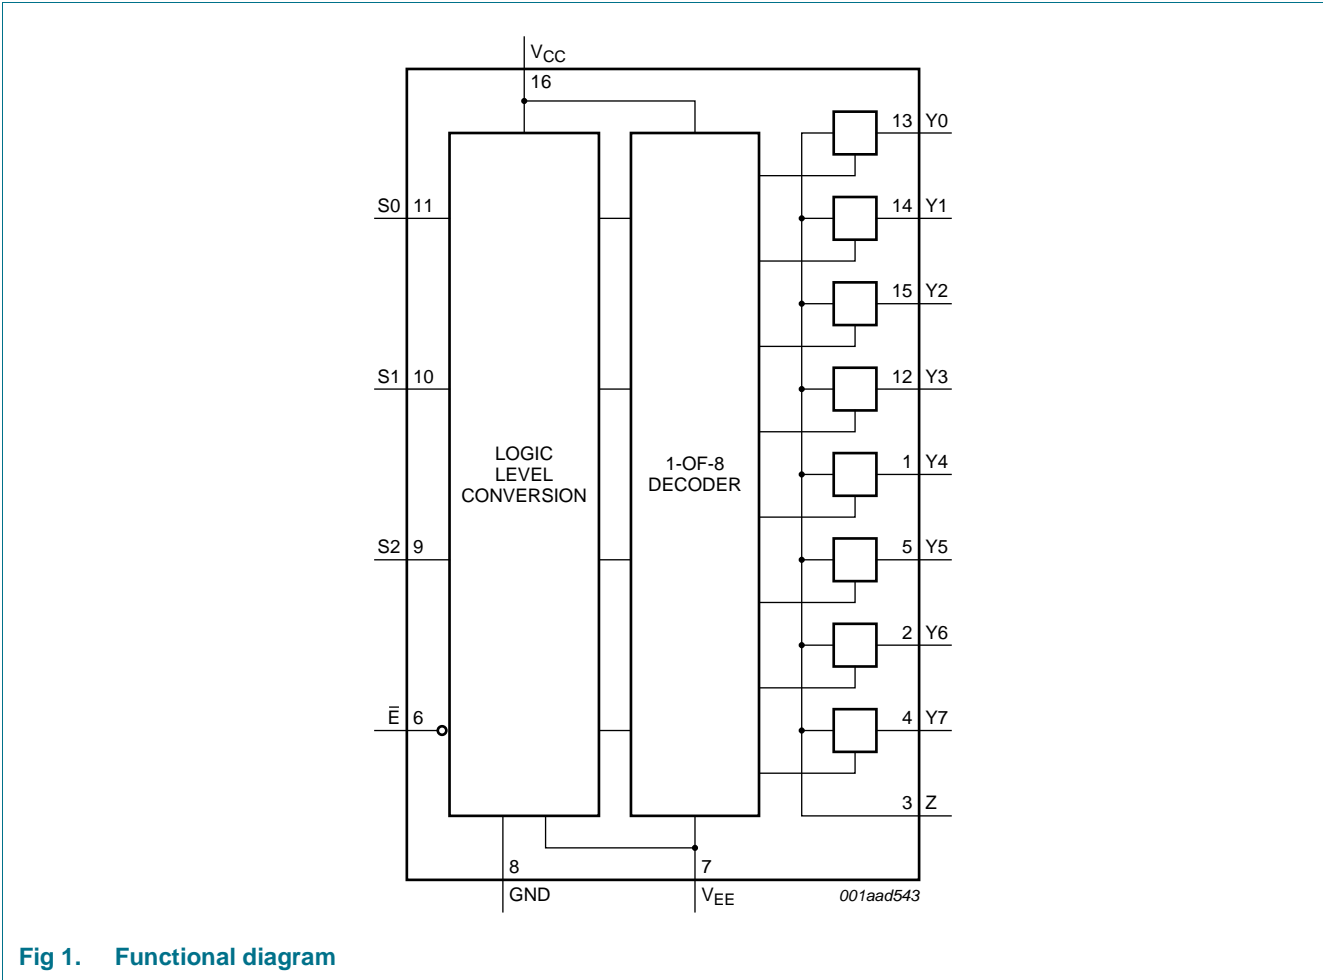 VCC
16
13 Y0
S0 11
14 Y1
15 Y2
S1 10
12 Y3
LOGIC
LEVEL
CONVERSION
1-OF-8
DECODER
1 Y4
S2 9
5 Y5
2 Y6
E̅ 6
4 Y7
3 Z
8
GND
7
VEE
001aad543
Fig 1. Functional diagram